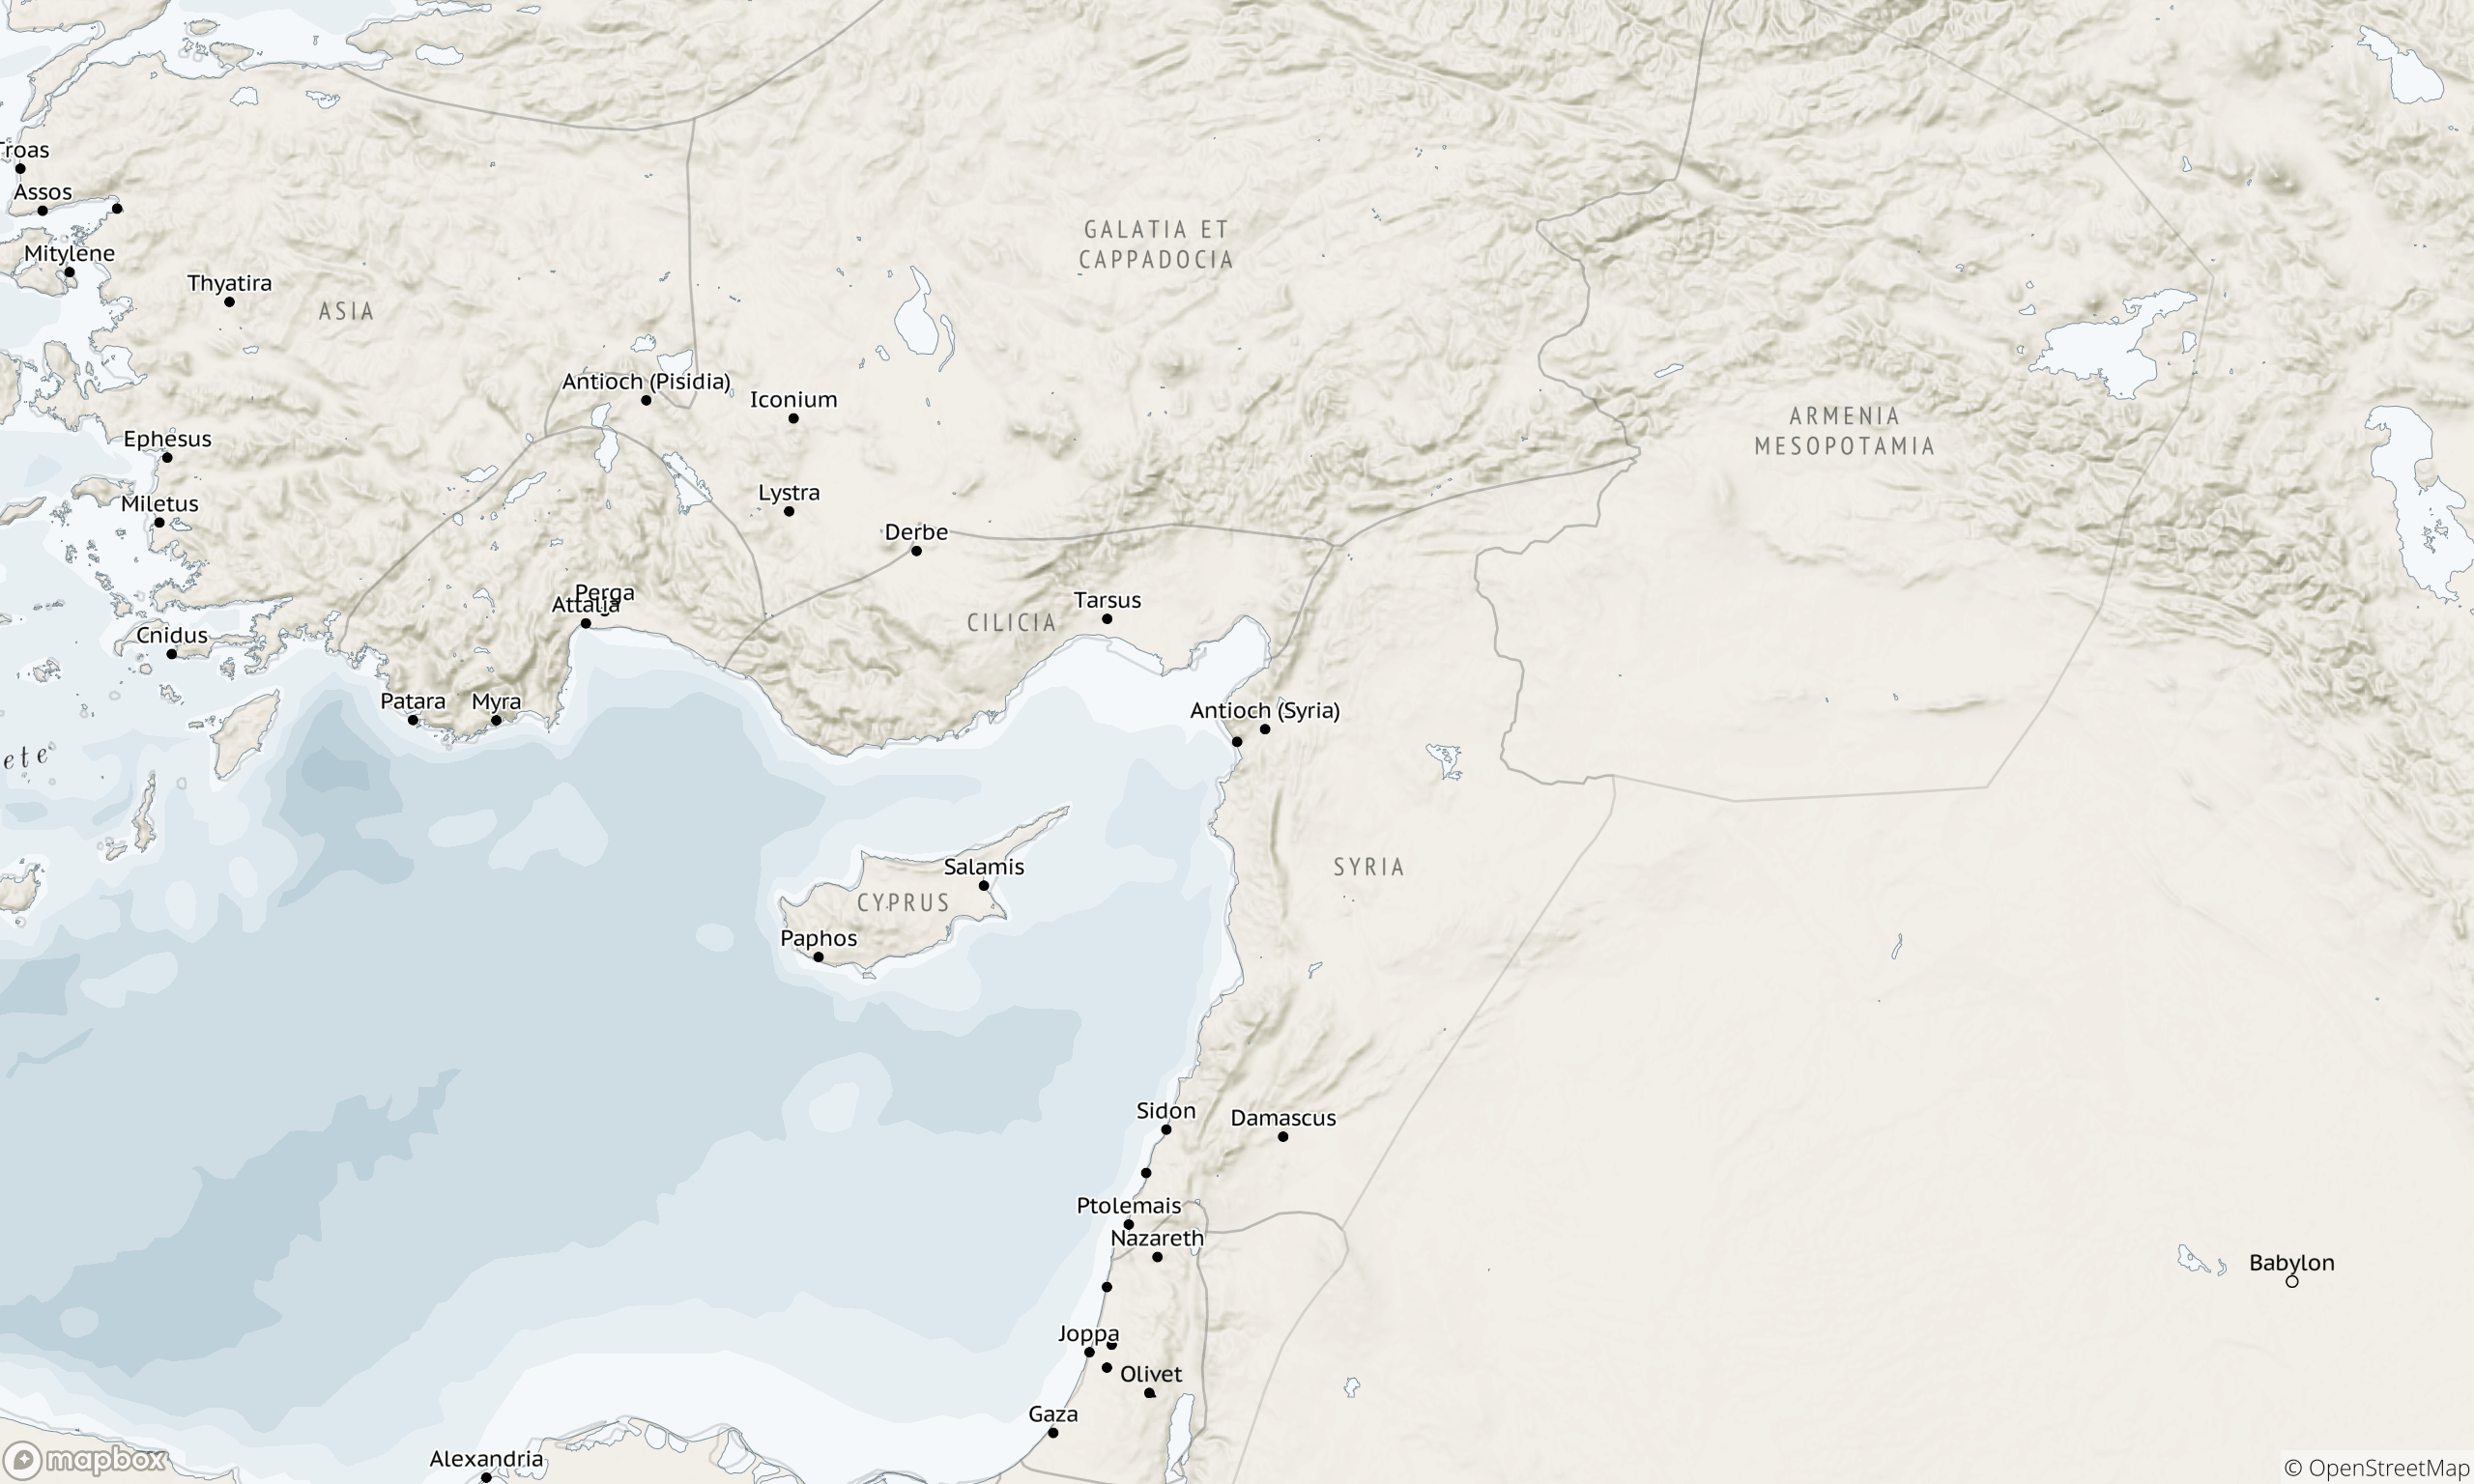 Troas
Assos
Mitylene
Thyatira
ASIA
GALATIA ET
CAPPADOCIA
Antioch (Pisidia)
Iconium
ARMENIA
MESOPOTAMIA
Ephesus
Miletus
Lystra
Derbe
Perga
Attalia
Tarsus
CILICIA
Cnidus
Patara
Myra
Antioch (Syria)
ete
Salamis
CYPRUS
SYRIA
Paphos
Sidon
Damascus
Ptolemais
Nazareth
Babylon
Joppa
Olivet
Gaza
Alexandria
mapbox
© OpenStreetMap